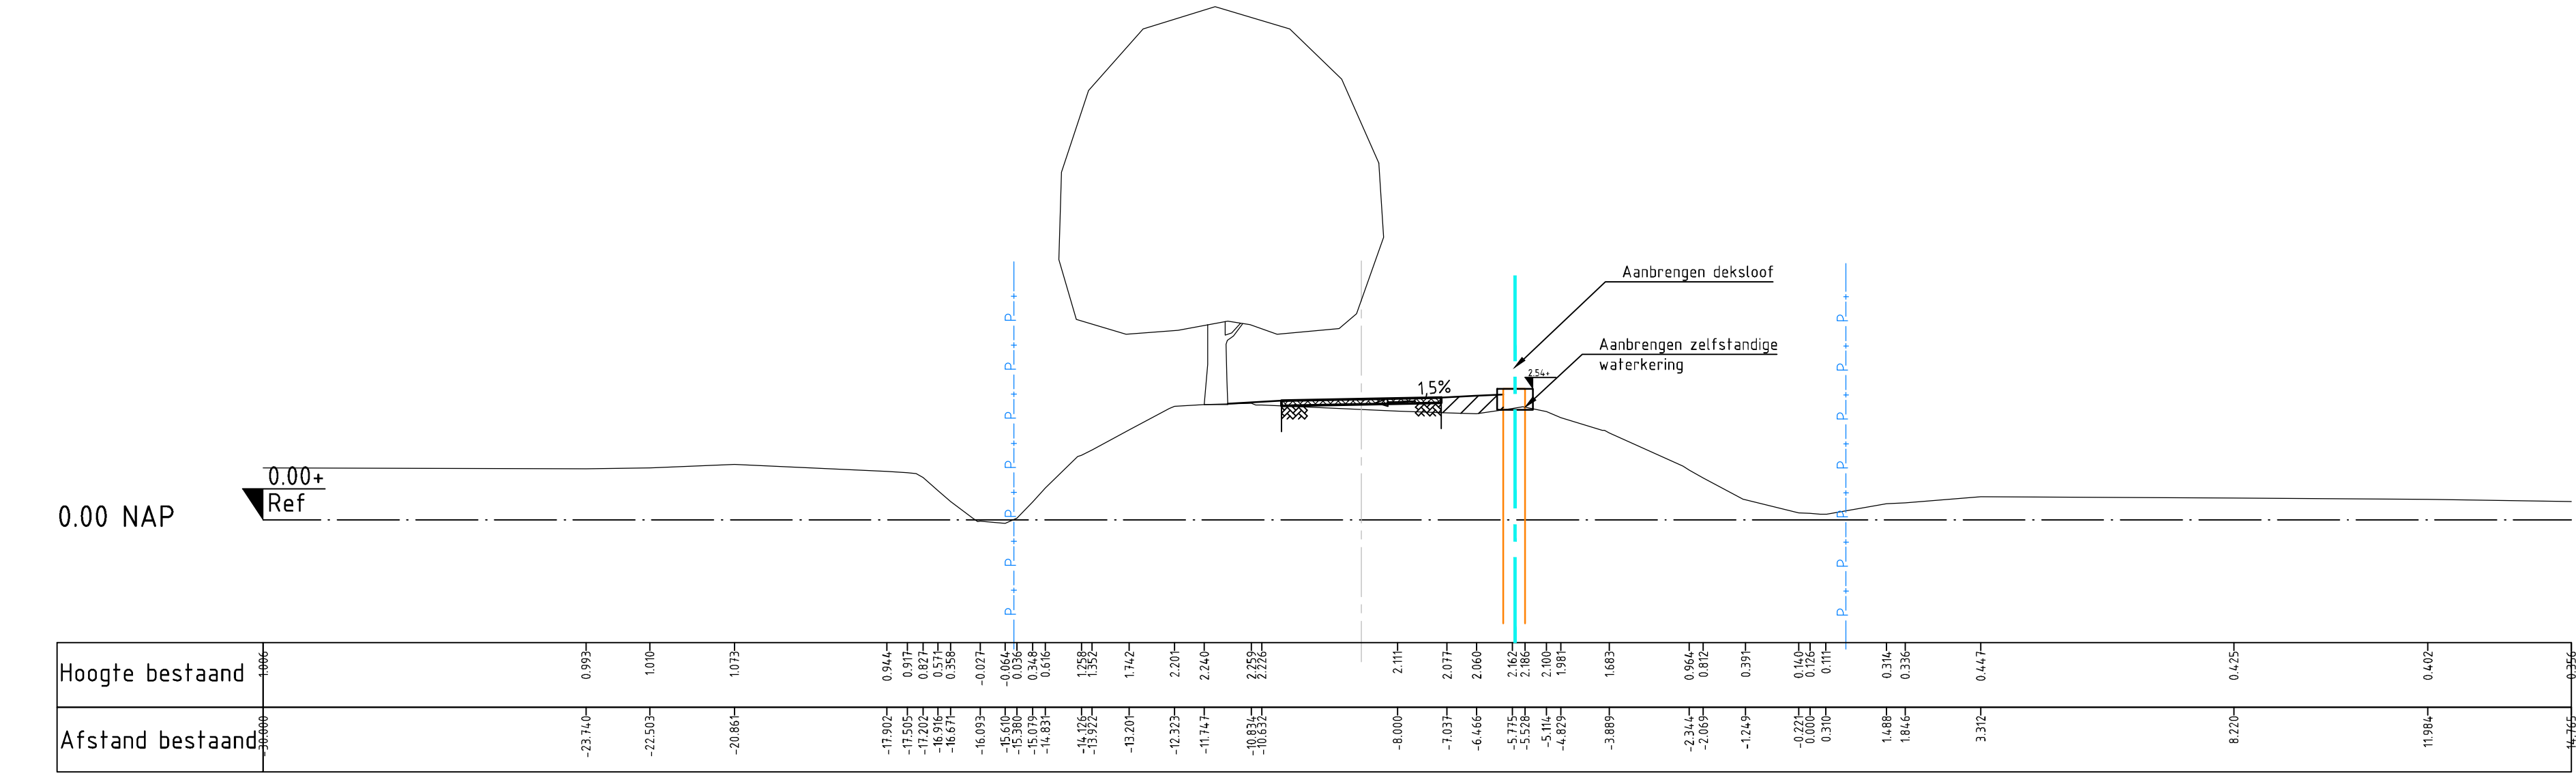 Aanbrengen deksloof
Aanbrengen zelfstandige
waterkering
2.54+
1,5%
0.00+
Ref
0.00 NAP
P P P P P P P
P P P P P P P
Hoogte bestaand 1.006 0.993 1.010 1.073 0.944 0.917 0.827 0.571 0.358 -0.027 -0.064 0.036 0.348 0.616 1.258 1.352 1.742 2.201 2.240 2.259 2.226 2.111 2.077 2.060 2.162 2.186 2.100 1.981 1.683 0.964 0.812 0.391 0.140 0.126 0.111 0.314 0.336 0.447 0.425 0.402 0.356
Afstand bestaand -30.000 -23.740 -22.503 -20.861 -17.902 -17.505 -17.202 -16.916 -16.671 -16.093 -15.610 -15.380 -15.079 -14.831 -14.126 -13.922 -13.201 -12.323 -11.747 -10.834 -10.632 -8.000 -7.037 -6.466 -5.775 -5.528 -5.114 -4.829 -3.889 -2.344 -2.069 -1.249 -0.221 0.000 0.310 1.488 1.846 3.312 8.220 11.984 14.765